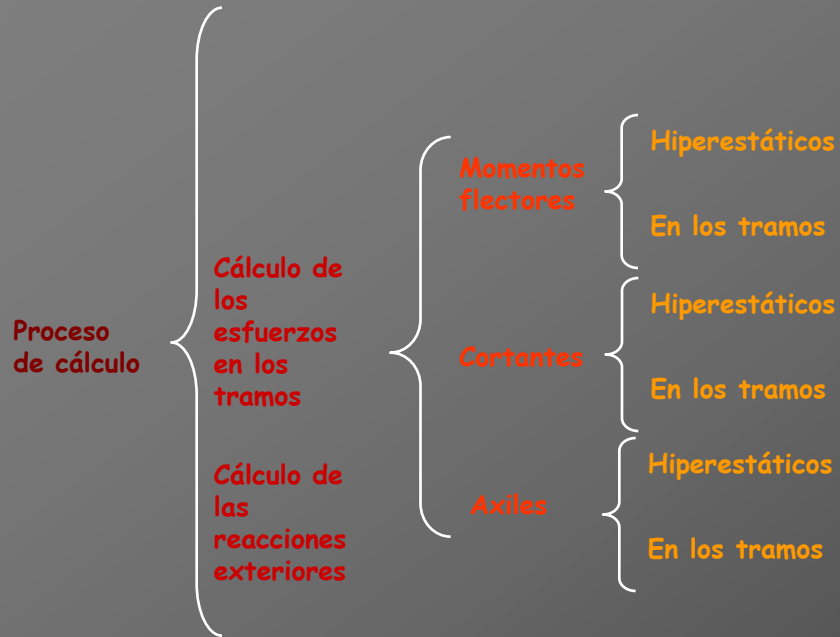 Proceso
de cálculo
Cálculo de
los
esfuerzos
en los
tramos
Cálculo de
las
reacciones
exteriores
Momentos
flectores
Cortantes
Axiles
Hiperestáticos
En los tramos
Hiperestáticos
En los tramos
Hiperestáticos
En los tramos